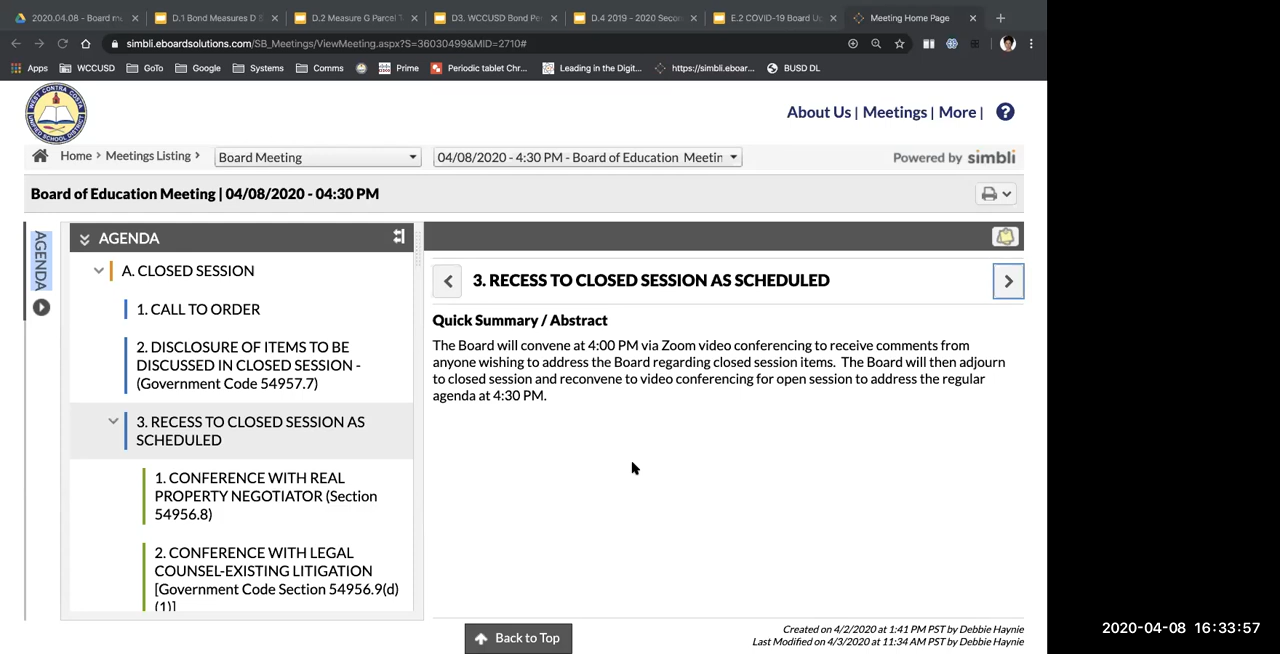 2020.04.08 - Board m
D.1 Bond Measures D
D.2 Measure G Parcel
D3. WCCUSD Bond Pe
D.4 2019 - 2020 Secon
E.2 COVID-19 Board U
Meeting Home Page
simbli.eboardsolutions.com/SB_Meetings/ViewMeeting.aspx?S=36030499&MID=2710#
Apps WCCUSD GoTo Google Systems Comms Prime Periodic tablet Chr... Leading in the Digit... https://simbli.eboar... BUSD DL
WEST CONTRA COSTA UNIFIED SCHOOL DISTRICT
About Us | Meetings | More | ?
Home > Meetings Listing > Board Meeting 04/08/2020 - 4:30 PM - Board of Education Meetin Powered by simbli
Board of Education Meeting | 04/08/2020 - 04:30 PM
AGENDA
AGENDA
A. CLOSED SESSION
1. CALL TO ORDER
2. DISCLOSURE OF ITEMS TO BE
DISCUSSED IN CLOSED SESSION -
(Government Code 54957.7)
3. RECESS TO CLOSED SESSION AS
SCHEDULED
1. CONFERENCE WITH REAL
PROPERTY NEGOTIATOR (Section
54956.8)
2. CONFERENCE WITH LEGAL
COUNSEL-EXISTING LITIGATION
[Government Code Section 54956.9(d)
(1)]
3. RECESS TO CLOSED SESSION AS SCHEDULED
Quick Summary / Abstract
The Board will convene at 4:00 PM via Zoom video conferencing to receive comments from
anyone wishing to address the Board regarding closed session items. The Board will then adjourn
to closed session and reconvene to video conferencing for open session to address the regular
agenda at 4:30 PM.
Back to Top
Created on 4/2/2020 at 1:41 PM PST by Debbie Haynie
Last Modified on 4/3/2020 at 11:34 AM PST by Debbie Haynie
2020-04-08 16:33:57